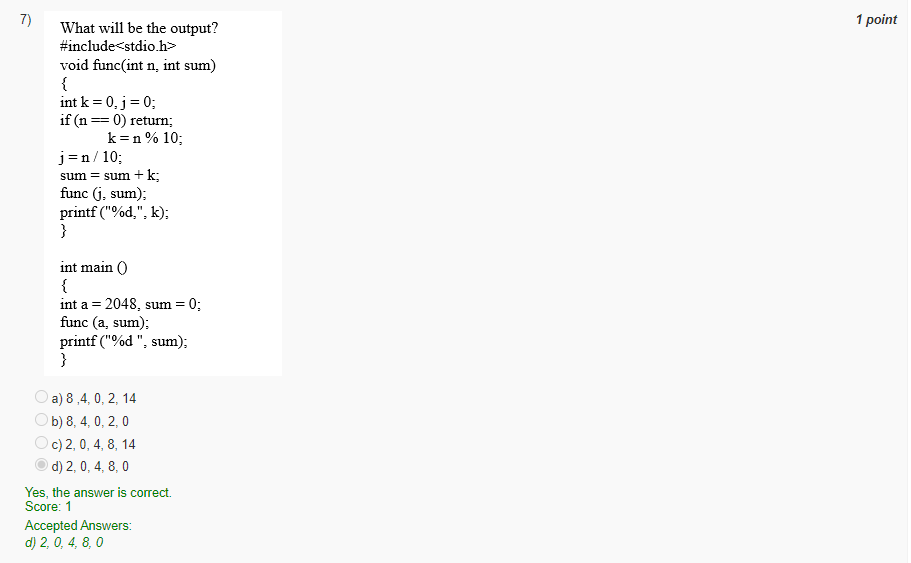 7)
1 point
What will be the output?
#include<stdio.h>
void func(int n, int sum)
{
int k = 0, j = 0;
if (n == 0) return;
k = n % 10;
j = n / 10;
sum = sum + k;
func (j, sum);
printf ("%d,", k);
}
int main ()
{
int a = 2048, sum = 0;
func (a, sum);
printf ("%d ", sum);
}
a) 8 ,4, 0, 2, 14
b) 8, 4, 0, 2, 0
c) 2, 0, 4, 8, 14
d) 2, 0, 4, 8, 0
Yes, the answer is correct.
Score: 1
Accepted Answers:
d) 2, 0, 4, 8, 0